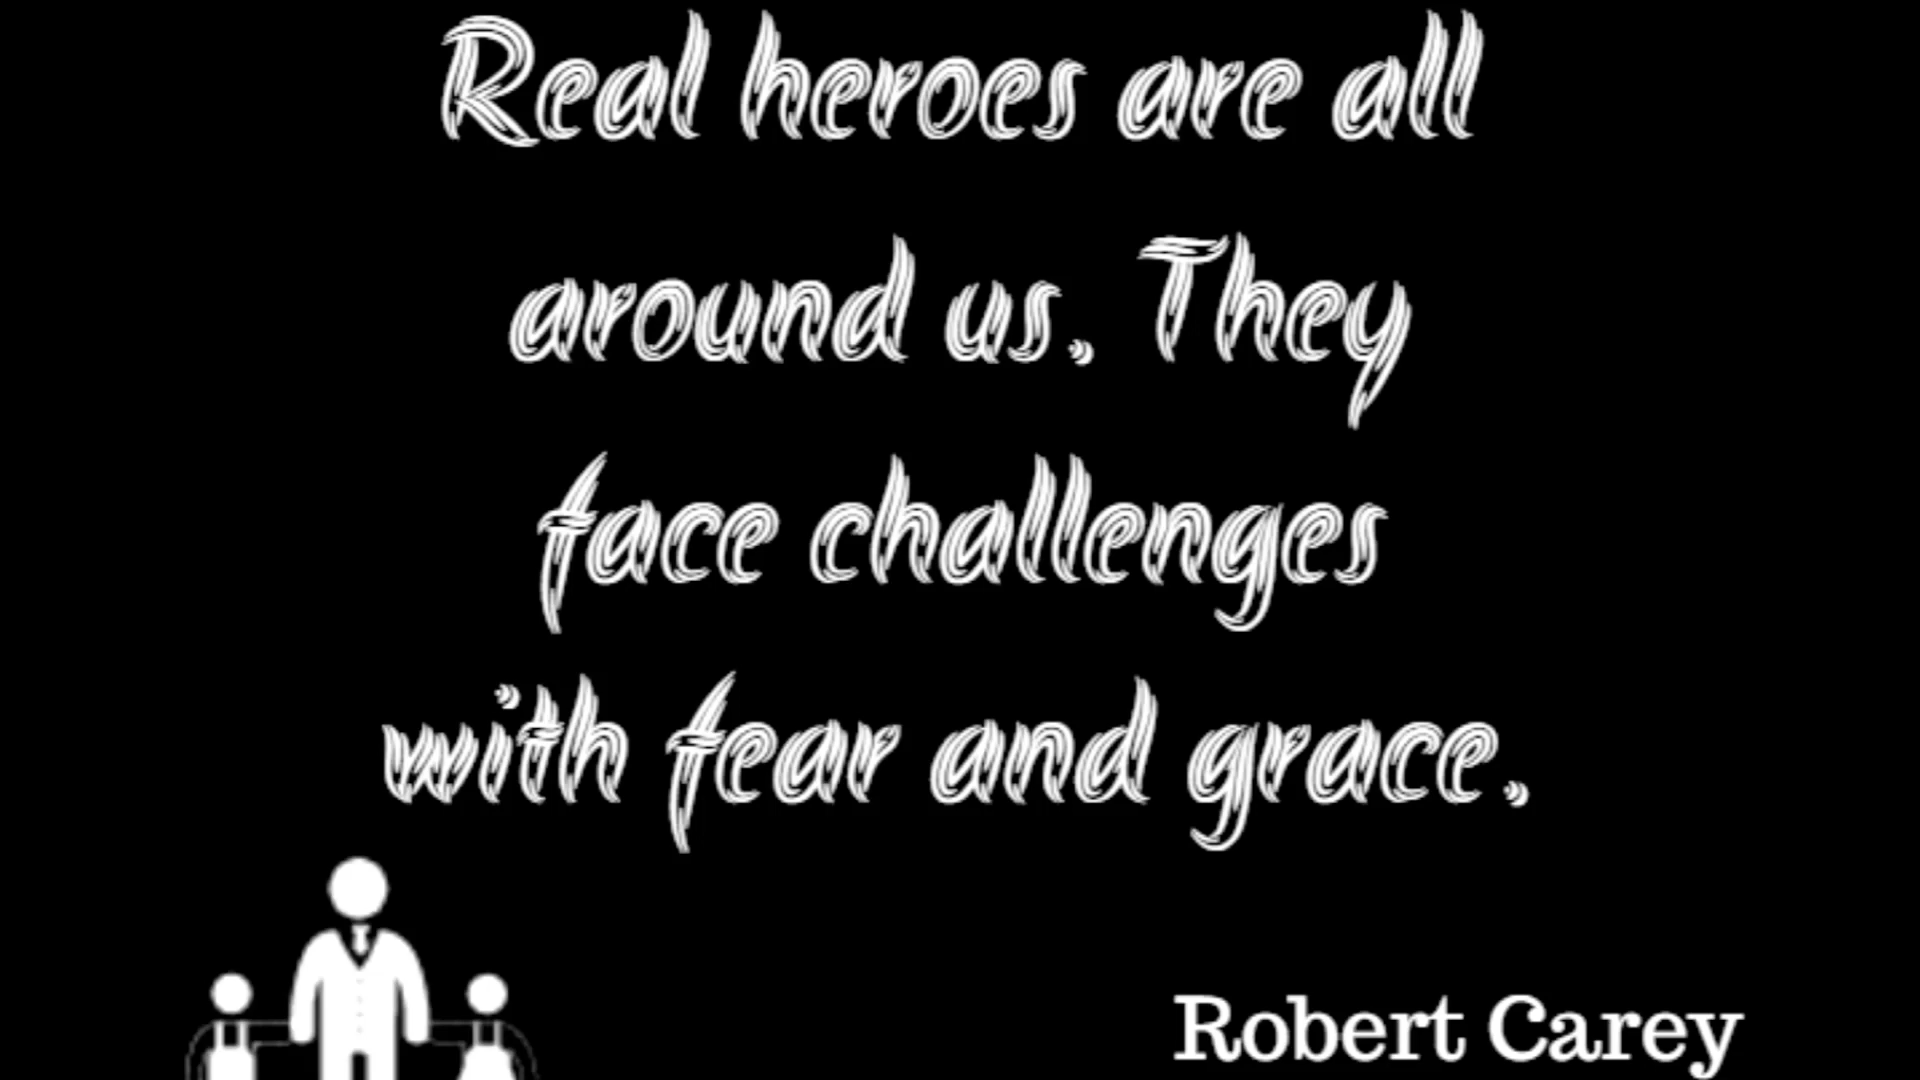 Real heroes are all
around us. They
face challenges
with fear and grace.
Robert Carey